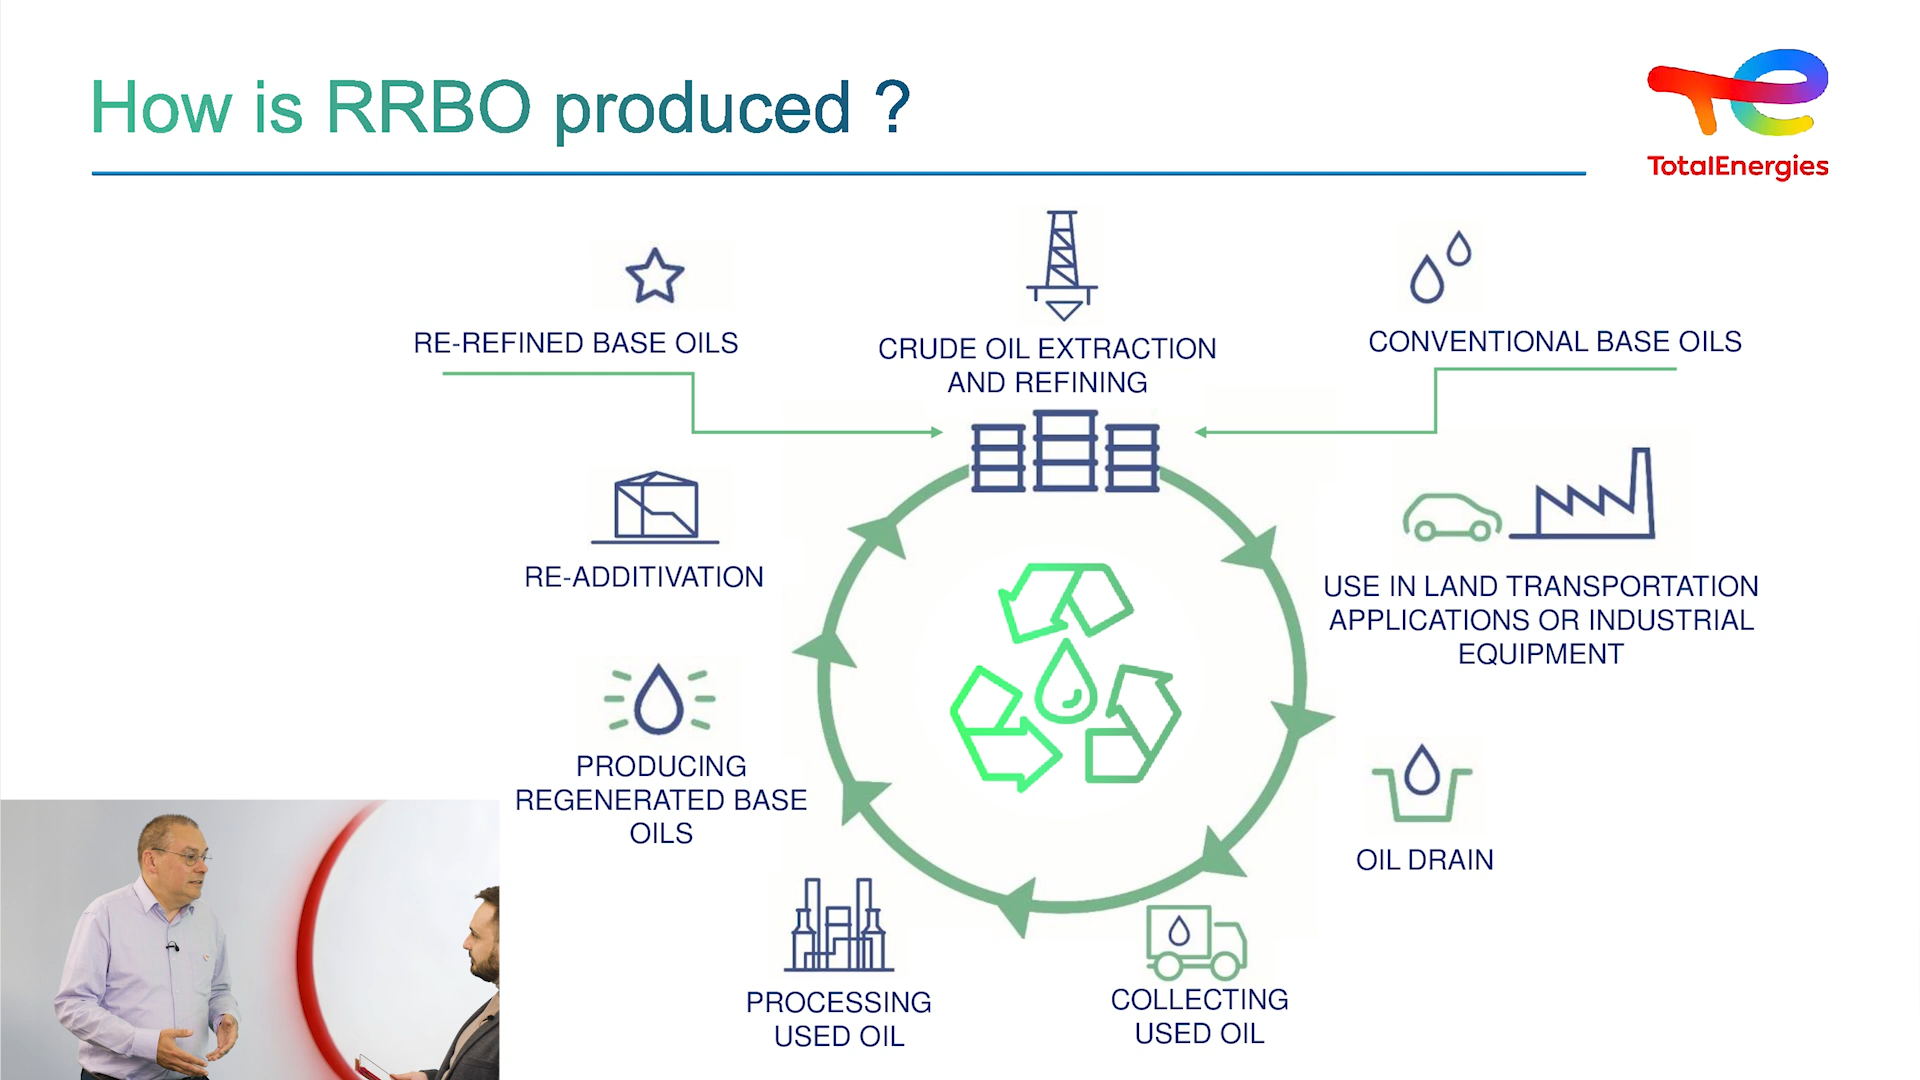 How is RRBO produced ?
TotalEnergies
RE-REFINED BASE OILS
CRUDE OIL EXTRACTION
AND REFINING
CONVENTIONAL BASE OILS
RE-ADDITIVATION
USE IN LAND TRANSPORTATION
APPLICATIONS OR INDUSTRIAL
EQUIPMENT
PRODUCING
REGENERATED BASE
OILS
OIL DRAIN
PROCESSING
USED OIL
COLLECTING
USED OIL